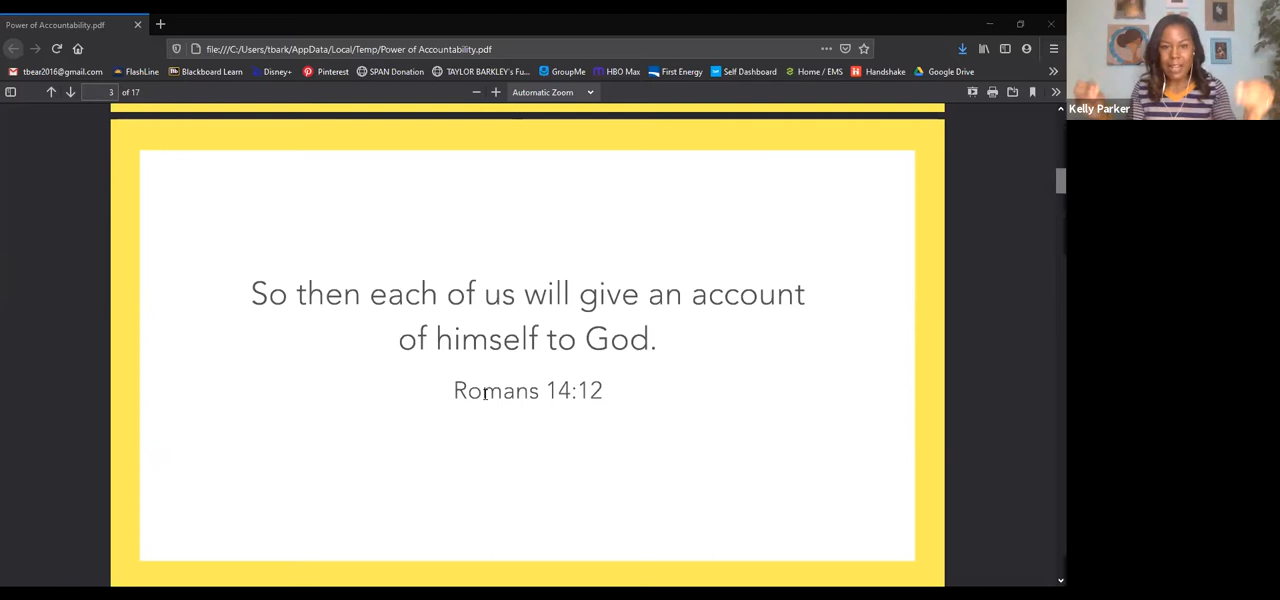 Power of Accountability.pdf
file:///C:/Users/tbark/AppData/Local/Temp/Power of Accountability.pdf
tbear2016@gmail.com FlashLine Blackboard Learn Disney+ Pinterest SPAN Donation TAYLOR BARKLEY's Fu... GroupMe HBO Max First Energy Self Dashboard Home / EMS Handshake Google Drive
3 of 17 Automatic Zoom
Kelly Parker
So then each of us will give an account
of himself to God.
Romans 14:12